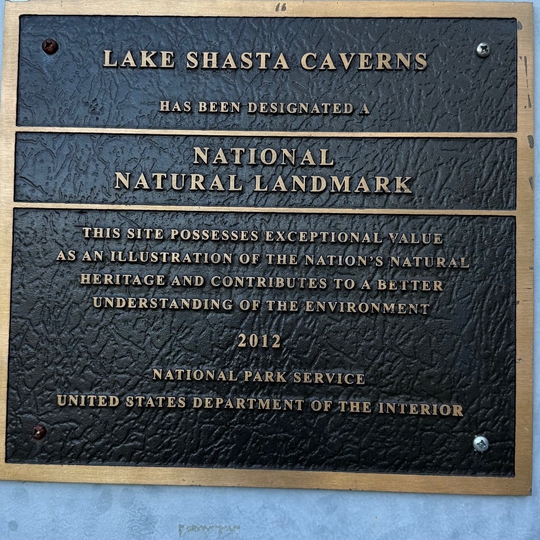 LAKE SHASTA CAVERNS
HAS BEEN DESIGNATED A
NATIONAL
NATURAL LANDMARK
THIS SITE POSSESSES EXCEPTIONAL VALUE
AS AN ILLUSTRATION OF THE NATION'S NATURAL
HERITAGE AND CONTRIBUTES TO A BETTER
UNDERSTANDING OF THE ENVIRONMENT
2012
NATIONAL PARK SERVICE
UNITED STATES DEPARTMENT OF THE INTERIOR